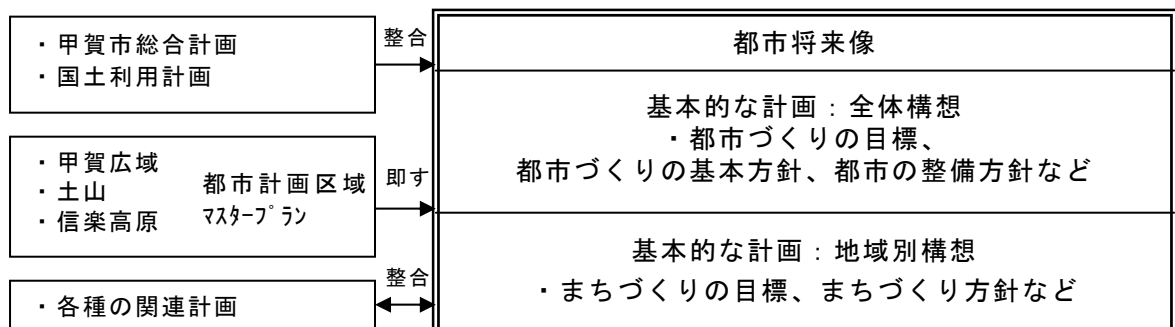 ・甲賀市総合計画
・国土利用計画
整合
都市将来像
基本的な計画：全体構想
・都市づくりの目標、
都市づくりの基本方針、都市の整備方針など
・甲賀広域
・土山
・信楽高原
都市計画区域
ﾏｽﾀｰﾌﾟﾗﾝ
即す
基本的な計画：地域別構想
・まちづくりの目標、まちづくり方針など
整合
・各種の関連計画